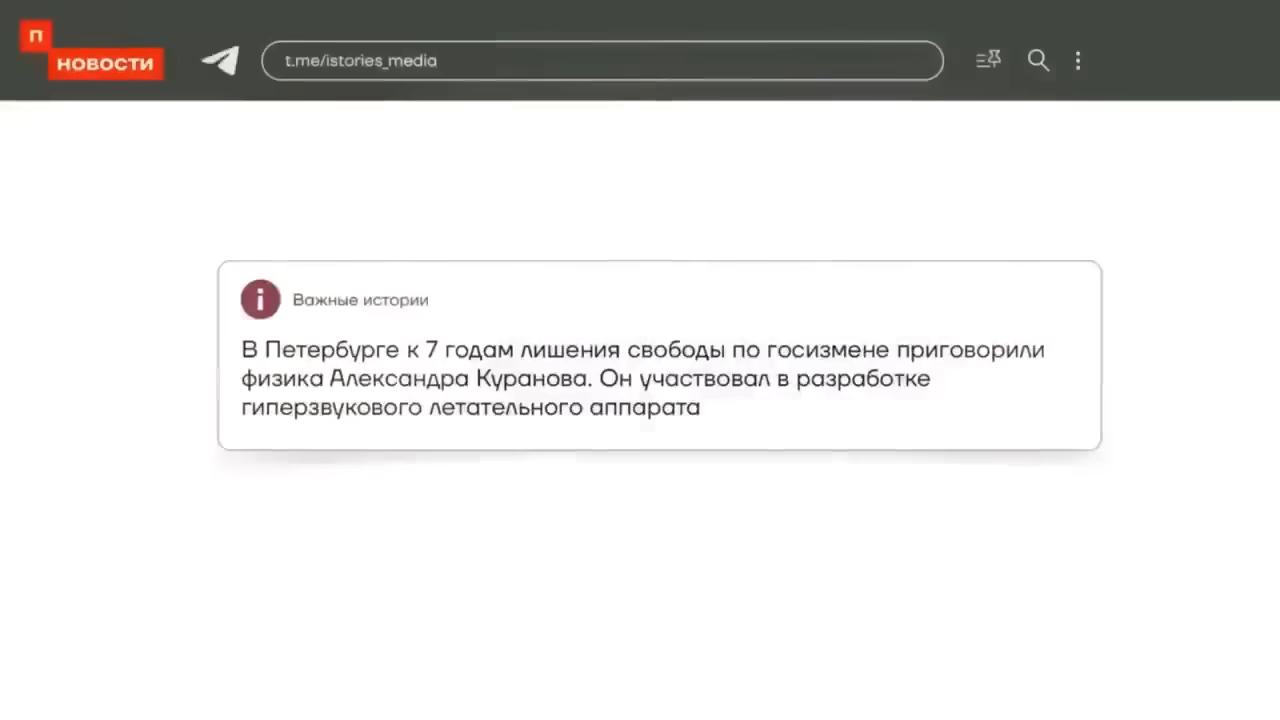 П
НОВОСТИ
t.me/istories_media
Важные истории
В Петербурге к 7 годам лишения свободы по госизмене приговорили
физика Александра Куранова. Он участвовал в разработке
гиперзвукового летательного аппарата